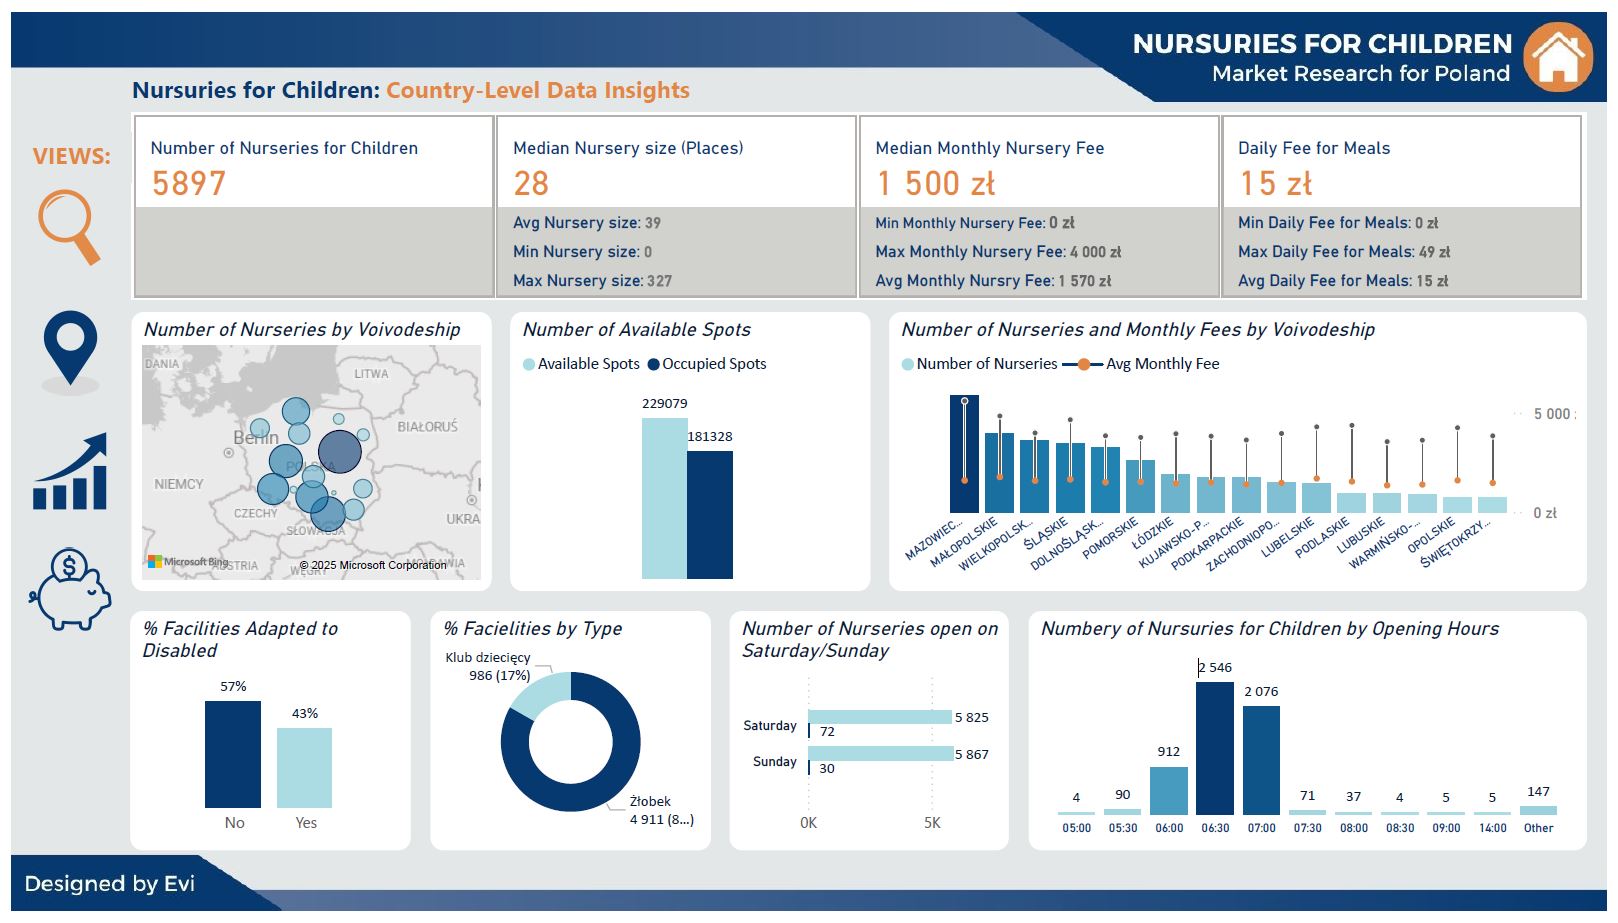 NURSURIES FOR CHILDREN
Market Research for Poland
Nursuries for Children: Country-Level Data Insights
VIEWS:
Number of Nurseries for Children
5897
Median Nursery size (Places)
28
Avg Nursery size: 39
Min Nursery size: 0
Max Nursery size: 327
Median Monthly Nursery Fee
1 500 zł
Min Monthly Nursery Fee: 0 zł
Max Monthly Nursery Fee: 4 000 zł
Avg Monthly Nursry Fee: 1 570 zł
Daily Fee for Meals
15 zł
Min Daily Fee for Meals: 0 zł
Max Daily Fee for Meals: 49 zł
Avg Daily Fee for Meals: 15 zł
Number of Nurseries by Voivodeship
DANIA
LITWA
BIAŁORUŚ
Berlin
POLSKA
NIEMCY
CZECHY
SŁOWACJA
UKRA
AUSTRIA
WĘGRY
Microsoft Bing
© 2025 Microsoft Corporation
Number of Available Spots
Available Spots Occupied Spots
229079
181328
Number of Nurseries and Monthly Fees by Voivodeship
Number of Nurseries Avg Monthly Fee
5 000
0 zł
MAZOWIEC...
MAŁOPOLSKIE
WIELKOPOLSK...
ŚLĄSKIE
DOLNOŚLĄSK...
POMORSKIE
ŁÓDZKIE
KUJAWSKO-P...
PODKARPACKIE
ZACHODNIOPO...
LUBELSKIE
PODLASKIE
LUBUSKIE
WARMIŃSKO-...
OPOLSKIE
ŚWIĘTOKRZY...
% Facilities Adapted to
Disabled
57%
43%
No Yes
% Facielities by Type
Klub dziecięcy
986 (17%)
Żłobek
4 911 (8...)
Number of Nurseries open on
Saturday/Sunday
Saturday
5 825
72
Sunday
5 867
30
0K 5K
Numbery of Nursuries for Children by Opening Hours
4 90 912 2 546 2 076 71 37 4 5 5 147
05:00 05:30 06:00 06:30 07:00 07:30 08:00 08:30 09:00 14:00 Other
Designed by Evi